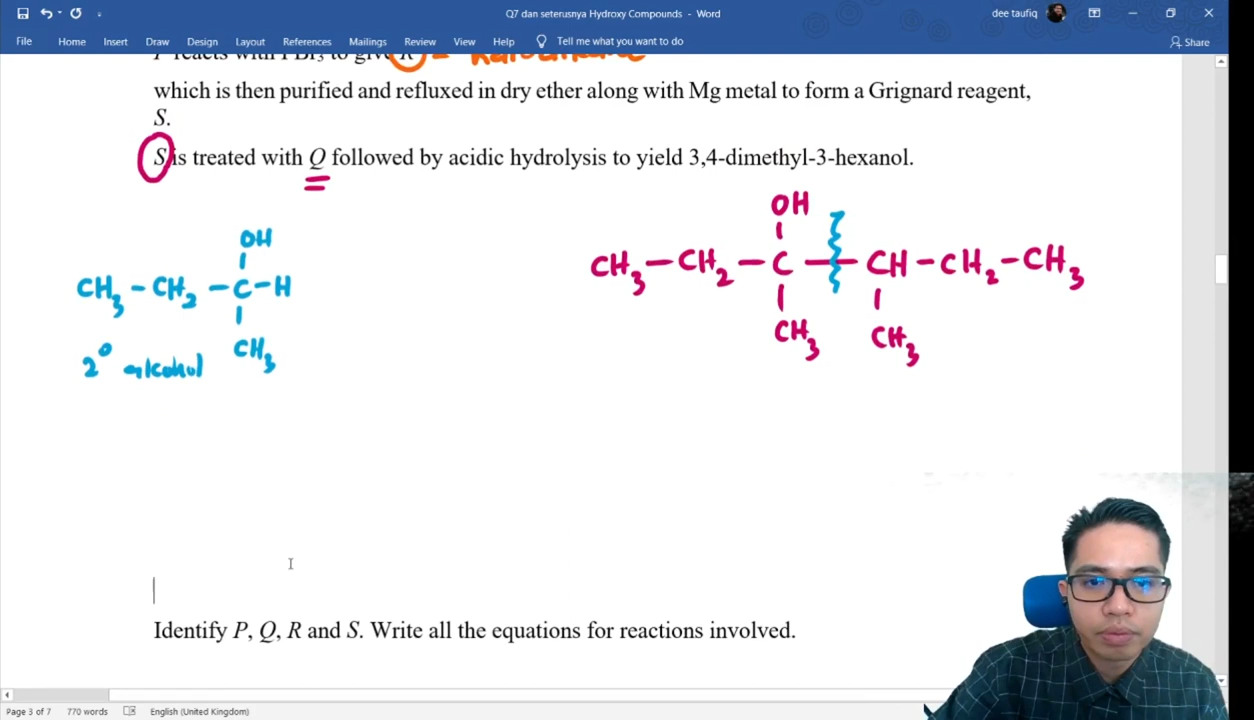 Q7 dan seterusnya Hydroxy Compounds - Word
dee taufiq
File Home Insert Draw Design Layout References Mailings Review View Help Tell me what you want to do
Share
which is then purified and refluxed in dry ether along with Mg metal to form a Grignard reagent,
S.
S is treated with Q followed by acidic hydrolysis to yield 3,4-dimethyl-3-hexanol.
OH
CH3 — CH2 — C — CH – CH2 – CH3
CH3 CH3
OH
CH3 – CH2 – C – H
CH3
2° alkohol
Identify P, Q, R and S. Write all the equations for reactions involved.
Page 3 of 7 770 words English (United Kingdom)